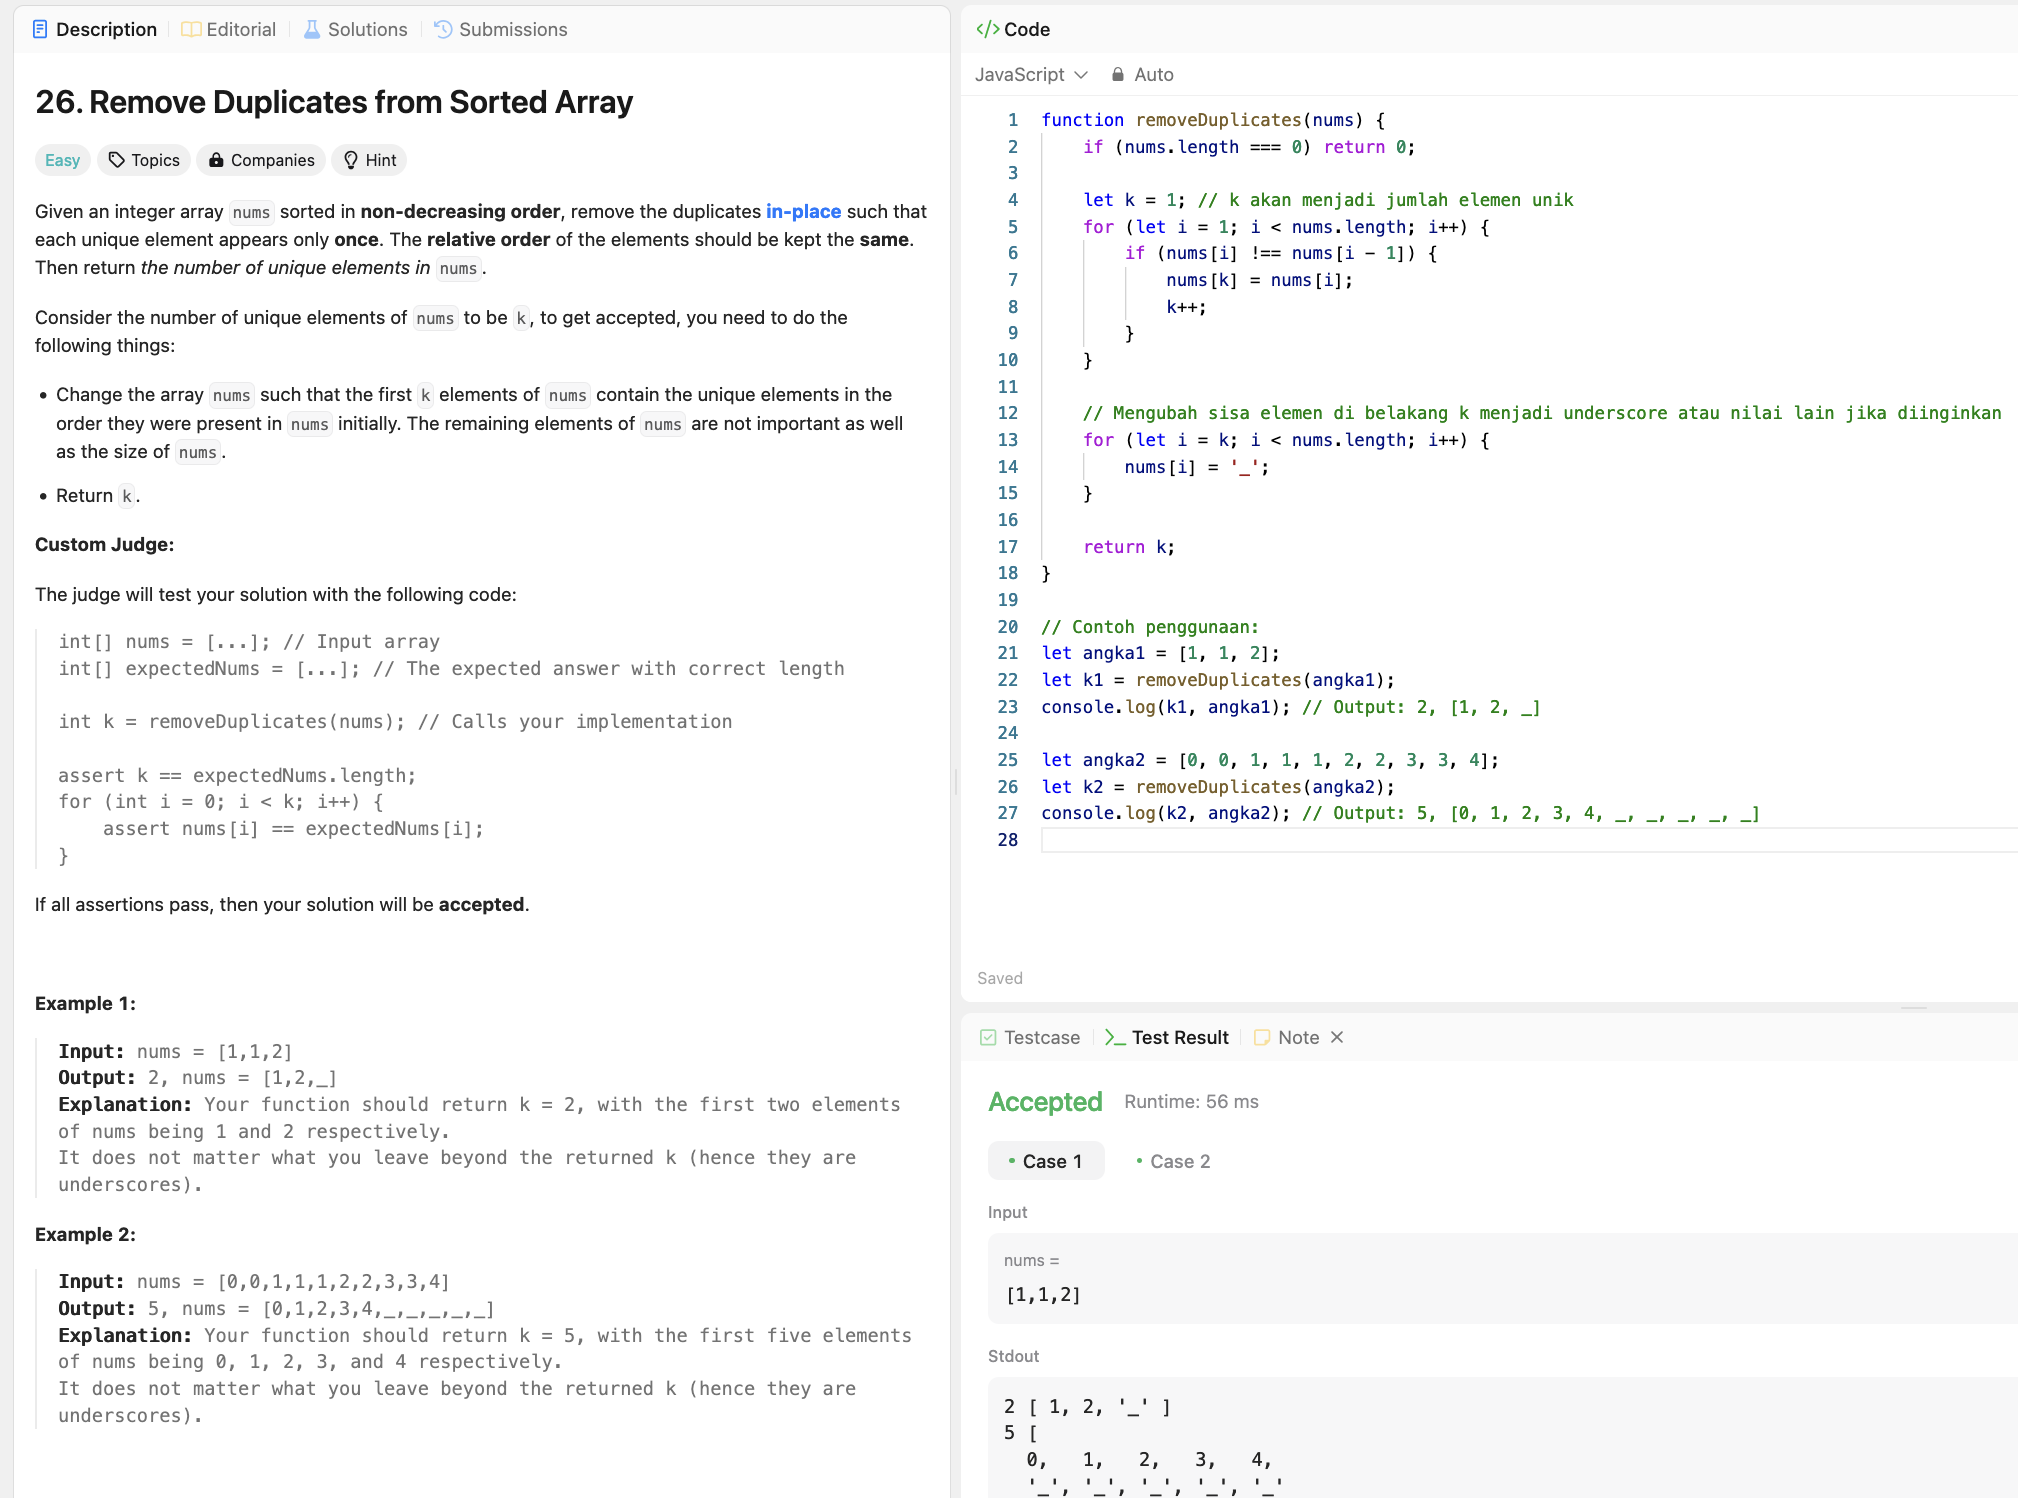 Description
Editorial
Solutions
Submissions
26. Remove Duplicates from Sorted Array
Easy
Topics
Companies
Hint
Given an integer array nums sorted in non-decreasing order, remove the duplicates in-place such that
each unique element appears only once. The relative order of the elements should be kept the same.
Then return the number of unique elements in nums.
Consider the number of unique elements of nums to be k, to get accepted, you need to do the
following things:
• Change the array nums such that the first k elements of nums contain the unique elements in the
order they were present in nums initially. The remaining elements of nums are not important as well
as the size of nums.
• Return k.
Custom Judge:
The judge will test your solution with the following code:
int[] nums = [...]; // Input array
int[] expectedNums = [...]; // The expected answer with correct length
int k = removeDuplicates(nums); // Calls your implementation
assert k == expectedNums.length;
for (int i = 0; i < k; i++) {
    assert nums[i] == expectedNums[i];
}
If all assertions pass, then your solution will be accepted.
Example 1:
Input: nums = [1,1,2]
Output: 2, nums = [1,2,_]
Explanation: Your function should return k = 2, with the first two elements
of nums being 1 and 2 respectively.
It does not matter what you leave beyond the returned k (hence they are
underscores).
Example 2:
Input: nums = [0,0,1,1,1,2,2,3,3,4]
Output: 5, nums = [0,1,2,3,4,_,_,_,_,_]
Explanation: Your function should return k = 5, with the first five elements
of nums being 0, 1, 2, 3, and 4 respectively.
It does not matter what you leave beyond the returned k (hence they are
underscores).
</> Code
JavaScript
Auto
1 function removeDuplicates(nums) {
2     if (nums.length === 0) return 0;
3
4     let k = 1; // k akan menjadi jumlah elemen unik
5     for (let i = 1; i < nums.length; i++) {
6         if (nums[i] !== nums[i - 1]) {
7             nums[k] = nums[i];
8             k++;
9         }
10     }
11
12     // Mengubah sisa elemen di belakang k menjadi underscore atau nilai lain jika diinginkan
13     for (let i = k; i < nums.length; i++) {
14         nums[i] = '_';
15     }
16
17     return k;
18 }
19
20 // Contoh penggunaan:
21 let angka1 = [1, 1, 2];
22 let k1 = removeDuplicates(angka1);
23 console.log(k1, angka1); // Output: 2, [1, 2, _]
24
25 let angka2 = [0, 0, 1, 1, 1, 2, 2, 3, 3, 4];
26 let k2 = removeDuplicates(angka2);
27 console.log(k2, angka2); // Output: 5, [0, 1, 2, 3, 4, _, _, _, _, _]
28
Saved
Testcase
Test Result
Note
Accepted
Runtime: 56 ms
• Case 1
• Case 2
Input
nums =
[1,1,2]
Stdout
2 [ 1, 2, '_' ]
5 [
  0,   1,   2,   3,   4,
  '_', '_', '_', '_', '_'